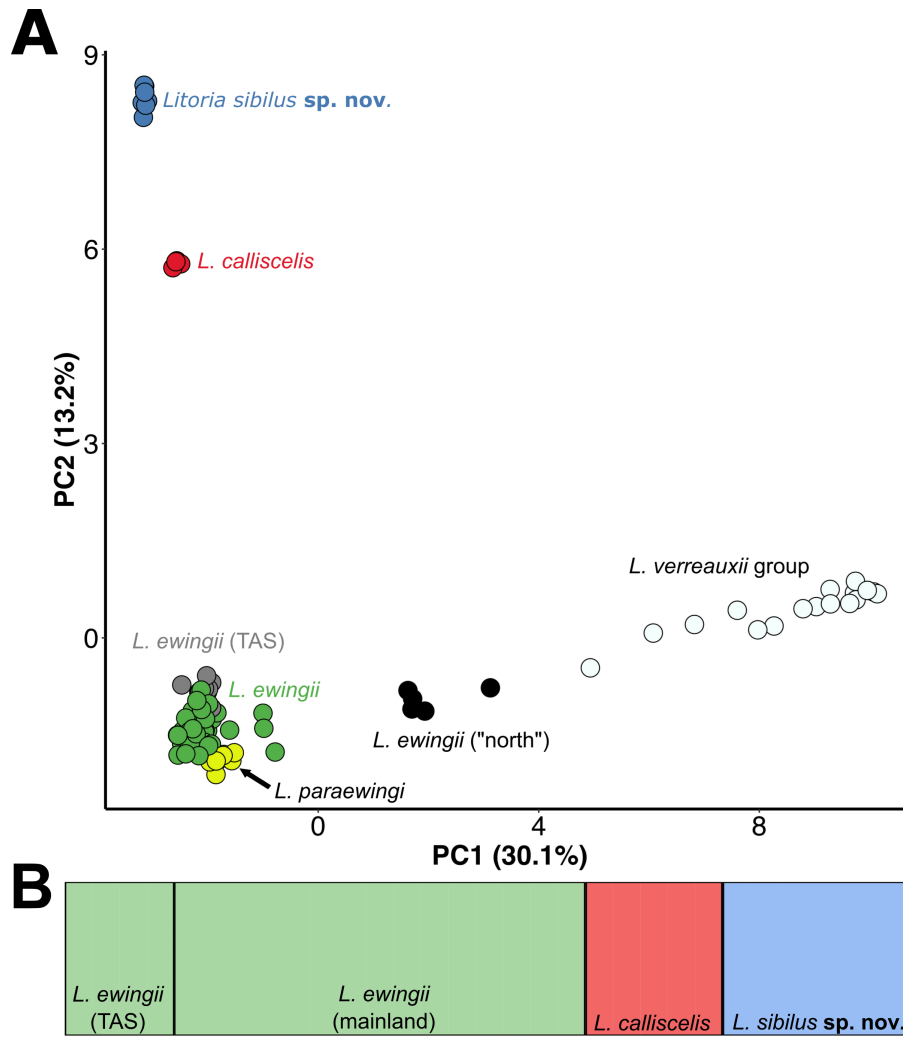 A
9
Litoria sibilus sp. nov.
6
L. calliscelis
PC2 (13.2%)
3
L. verreauxii group
0
L. ewingii (TAS)
L. ewingii
L. ewingii ("north")
L. paraewingi
0 4 8
PC1 (30.1%)
B
L. ewingii
(TAS)
L. ewingii
(mainland)
L. calliscelis
L. sibilus sp. nov.